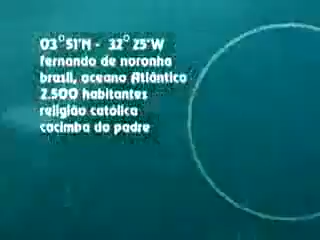 03°51'N - 32° 25'W
fernando de noronha
brasil, oceano Atlântico
2.500 habitantes
religião católica
cacimba do padre